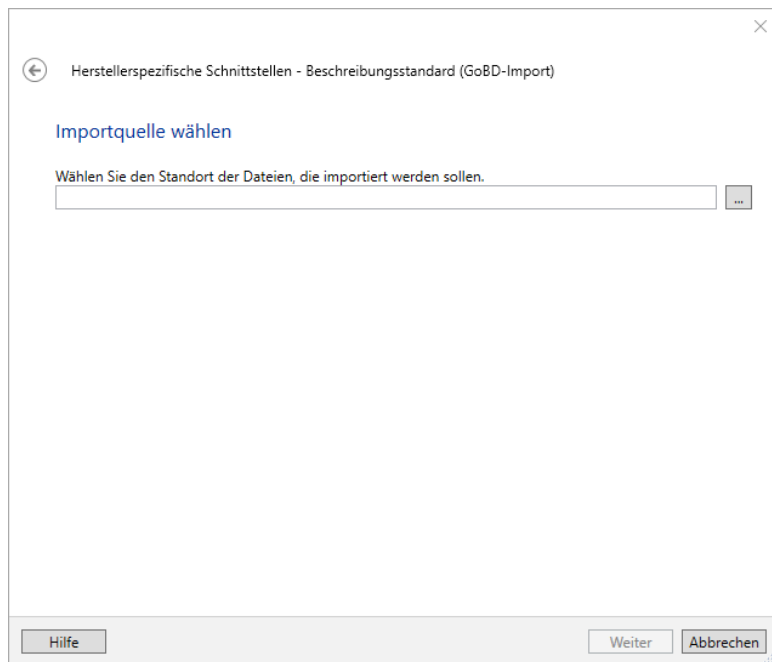 Herstellerspezifische Schnittstellen - Beschreibungsstandard (GoBD-Import)
Importquelle wählen
Wählen Sie den Standort der Dateien, die importiert werden sollen.
...
Hilfe
Weiter
Abbrechen